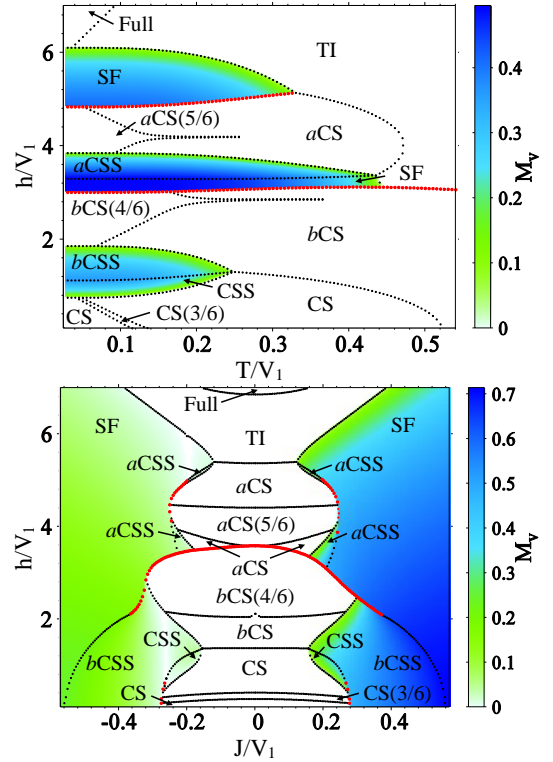 Full
TI
SF
aCS(5/6)
aCS
aCSS
SF
bCS(4/6)
bCS
bCSS
CSS
CS
CS(3/6)
CS
h/V₁
6
4
2
0.1
0.2
0.3
0.4
0.5
T/V₁
0.4
0.3
0.2
0.1
0
Mᵥ
Full
SF
TI
SF
aCSS
aCSS
aCS
aCS(5/6)
aCSS
aCSS
aCS
bCS(4/6)
bCS
CSS
CSS
bCSS
CS
bCSS
CS
CS(3/6)
h/V₁
6
4
2
-0.4
-0.2
0
0.2
0.4
J/V₁
0.7
0.6
0.5
0.4
0.3
0.2
0.1
0
Mᵥ